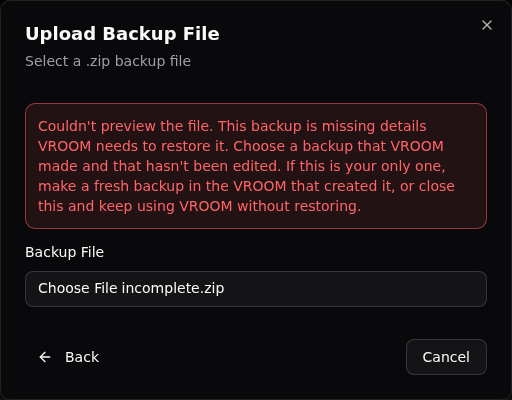 Upload Backup File
Select a .zip backup file
Couldn't preview the file. This backup is missing details
VROOM needs to restore it. Choose a backup that VROOM
made and that hasn't been edited. If this is your only one,
make a fresh backup in the VROOM that created it, or close
this and keep using VROOM without restoring.
Backup File
Choose File incomplete.zip
Back
Cancel